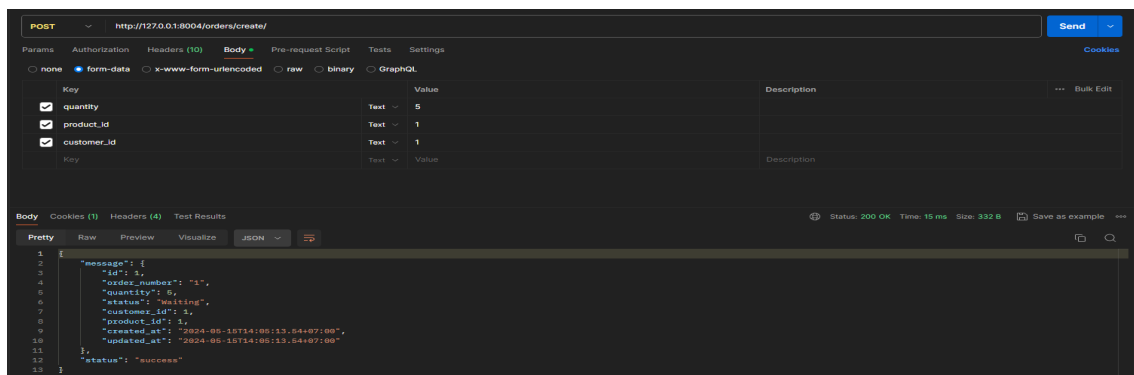 POST http://127.0.0.1:8004/orders/create/ Send
Params Authorization Headers (10) Body Pre-request Script Tests Settings Cookies
none form-data x-www-form-urlencoded raw binary GraphQL
Key Value Description ... Bulk Edit
quantity Text 5
product_id Text 1
customer_id Text 1
Key Text Value Description
Body Cookies (1) Headers (4) Test Results Status: 200 OK Time: 15 ms Size: 332 B Save as example
Pretty Raw Preview Visualize JSON
1 {
2 "message": {
3 "id": 1,
4 "order_number": "1",
5 "quantity": 5,
6 "status": "Waiting",
7 "customer_id": 1,
8 "product_id": 1,
9 "created_at": "2024-05-15T14:05:13.54+07:00",
10 "updated_at": "2024-05-15T14:05:13.54+07:00"
11 },
12 "status": "success"
13 }